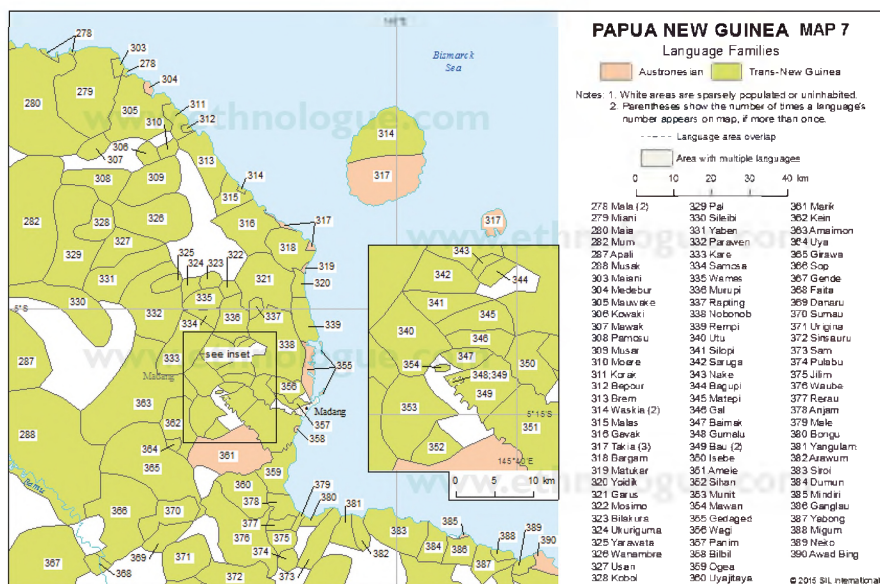 PAPUA NEW GUINEA MAP 7
Language Families
Austronesian Trans-New Guinea
Notes: 1. White areas are sparsely populated or uninhabited.
2. Parentheses show the number of times a language's
number appears on map, if more than once.
Language area overlap
Area with multiple languages
0 10 20 30 40 km
278 Mala (2)
279 Miani
280 Maia
282 Mum
287 Apali
288 Musak
303 Maiani
304 Medebur
305 Mauwake
306 Kowaki
307 Mawak
308 Pamosu
309 Musar
310 Moere
311 Korak
312 Bepour
313 Brem
314 Waskia (2)
315 Malas
316 Gavak
317 Takia (3)
318 Bargam
319 Matukar
320 Yoidik
321 Garus
322 Mosimo
323 Bilakura
324 Ukuriguma
325 Yarawata
326 Wanambre
327 Usan
328 Kobol
329 Pal
330 Sileibi
331 Yaben
332 Parawen
333 Kare
334 Samosa
335 Wamas
336 Murupi
337 Rapting
338 Nobonob
339 Rempi
340 Utu
341 Silopi
342 Saruga
343 Nake
344 Bagupi
345 Matepi
346 Gal
347 Baimak
348 Gumalu
349 Bau (2)
350 Isebe
351 Amele
352 Sihan
353 Munit
354 Mawan
355 Gedaged
356 Wagi
357 Panim
358 Bilbil
359 Ogea
360 Uyajitaya
361 Marik
362 Kein
363 Amaimon
364 Uya
365 Girawa
366 Sop
367 Gende
368 Faita
369 Danaru
370 Sumau
371 Urigina
372 Sinsauru
373 Sam
374 Pulabu
375 Jilim
376 Waube
377 Rerau
378 Anjam
379 Male
380 Bongu
381 Yangulam
382 Arawum
383 Siroi
384 Dumun
385 Mindiri
386 Ganglau
387 Yabong
388 Migum
389 Neko
390 Awad Bing
© 2015 SIL International
Bismarck
Sea
www.ethnologue.com
5°S
see inset
Madang
Madang
Ramu
5°15'S
145°40'E
0 5 10 km